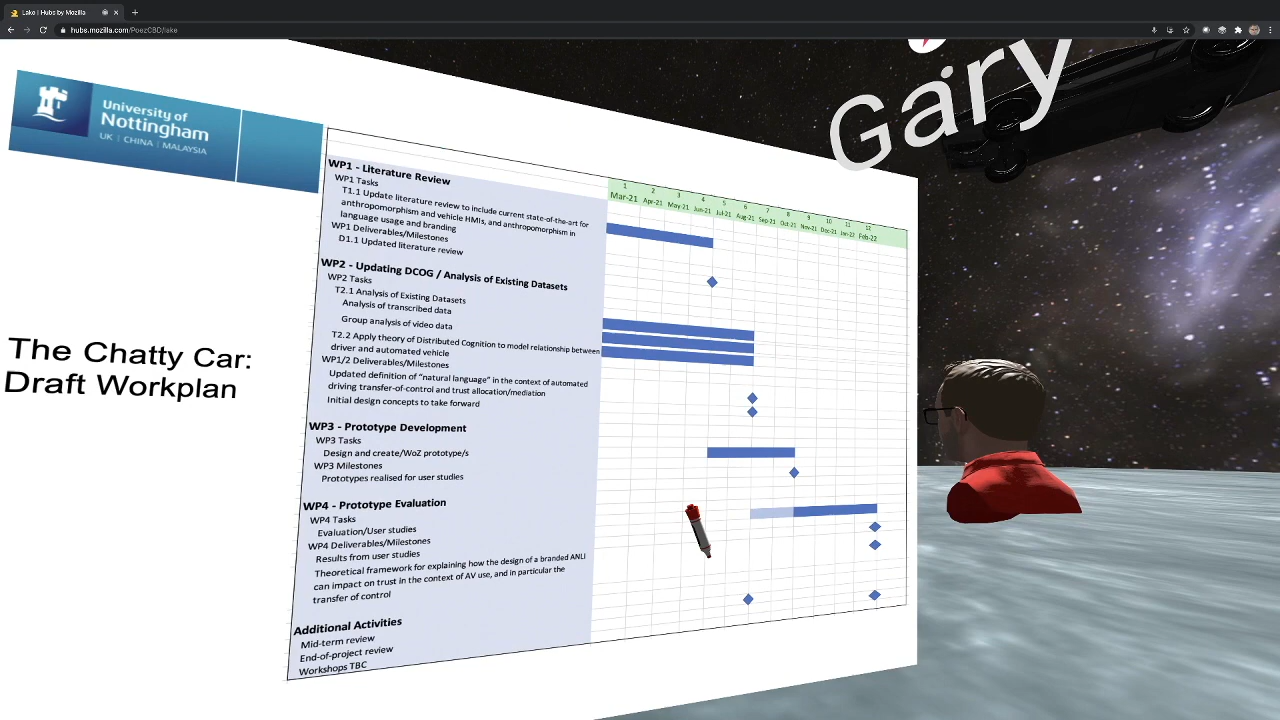 Lake | Hubs by Mozilla
hubs.mozilla.com/PoezCBD/lake
Gary
University of
Nottingham
UK | CHINA | MALAYSIA
The Chatty Car:
Draft Workplan
1 2 3 4 5 6 7 8 9 10 11 12
Mar-21 Apr-21 May-21 Jun-21 Jul-21 Aug-21 Sep-21 Oct-21 Nov-21 Dec-21 Jan-22 Feb-22
WP1 - Literature Review
WP1 Tasks
T1.1 Update literature review to include current state-of-the-art for
anthropomorphism and vehicle HMIs, and anthropomorphism in
language usage and branding
WP1 Deliverables/Milestones
D1.1 Updated literature review
WP2 - Updating DCOG / Analysis of Existing Datasets
WP2 Tasks
T2.1 Analysis of Existing Datasets
Analysis of transcribed data
Group analysis of video data
T2.2 Apply theory of Distributed Cognition to model relationship between
driver and automated vehicle
WP1/2 Deliverables/Milestones
Updated definition of "natural language" in the context of automated
driving transfer-of-control and trust allocation/mediation
Initial design concepts to take forward
WP3 - Prototype Development
WP3 Tasks
Design and create/WoZ prototype/s
WP3 Milestones
Prototypes realised for user studies
WP4 - Prototype Evaluation
WP4 Tasks
Evaluation/User studies
WP4 Deliverables/Milestones
Results from user studies
Theoretical framework for explaining how the design of a branded ANLI
can impact on trust in the context of AV use, and in particular the
transfer of control
Additional Activities
Mid-term review
End-of-project review
Workshops TBC